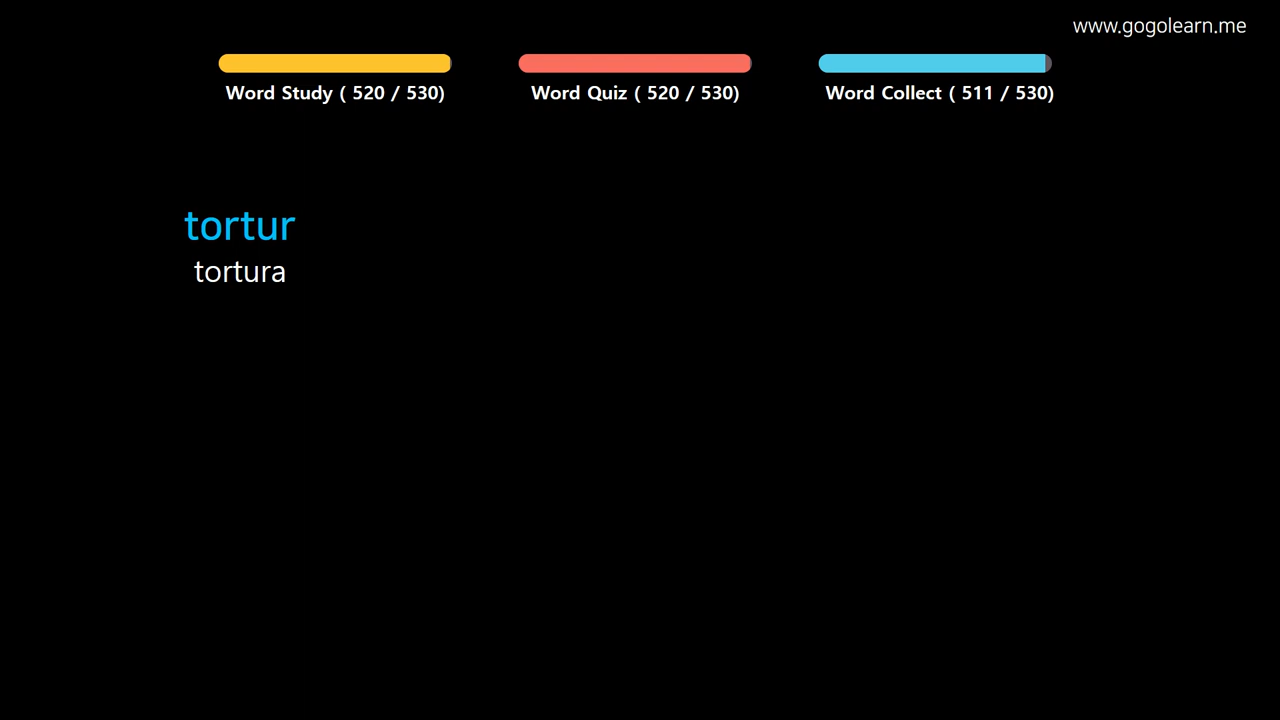 www.gogolearn.me
Word Study ( 520 / 530)
Word Quiz ( 520 / 530)
Word Collect ( 511 / 530)
tortur
tortura